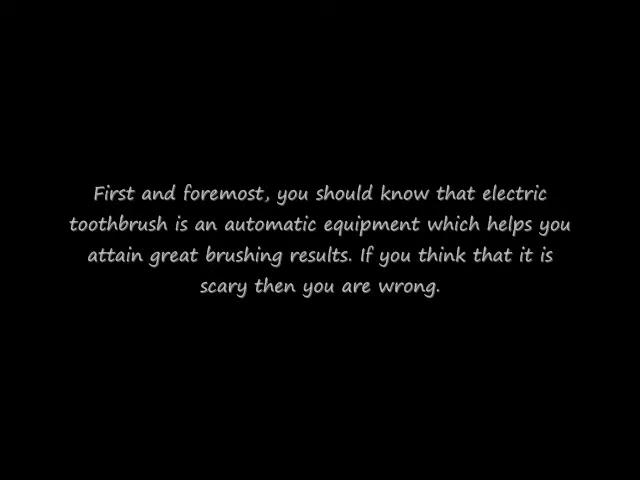 First and foremost, you should know that electric
toothbrush is an automatic equipment which helps you
attain great brushing results. If you think that it is
scary then you are wrong.